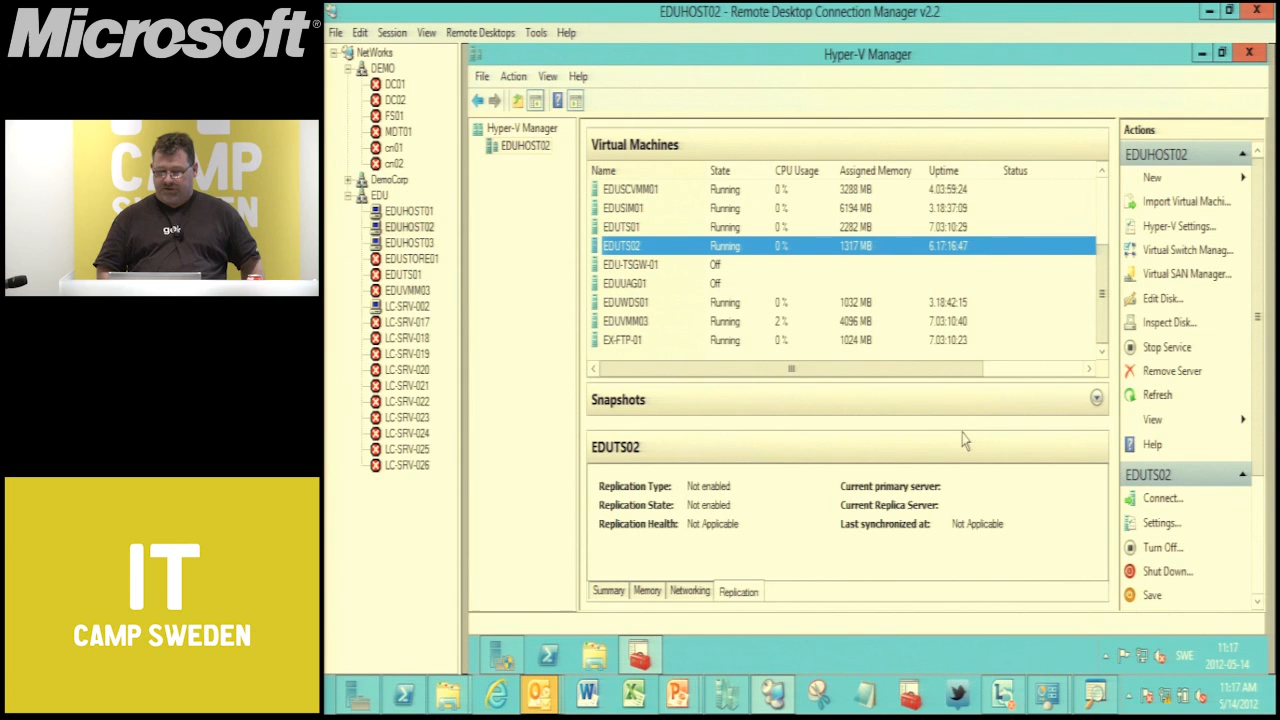 Microsoft®
EDUHOST02 - Remote Desktop Connection Manager v2.2
File Edit Session View Remote Desktops Tools Help
NetWorks
DEMO
DC01
DC02
FS01
MDT01
cn01
cn02
DemoCorp
EDU
EDUHOST01
EDUHOST02
EDUHOST03
EDUSTORE01
EDUTS01
EDUVMM03
LC-SRV-002
LC-SRV-017
LC-SRV-018
LC-SRV-019
LC-SRV-020
LC-SRV-021
LC-SRV-022
LC-SRV-023
LC-SRV-024
LC-SRV-025
LC-SRV-026
Hyper-V Manager
File Action View Help
Hyper-V Manager
EDUHOST02
Virtual Machines
Name State CPU Usage Assigned Memory Uptime Status
EDUSCVMM01 Running 0 % 3288 MB 4.03:59:24
EDUSIM01 Running 0 % 6194 MB 3.18:37:09
EDUTS01 Running 0 % 2282 MB 7.03:10:29
EDUTS02 Running 0 % 1317 MB 6.17:16:47
EDU-TSGW-01 Off
EDUUAG01 Off
EDUWDS01 Running 0 % 1032 MB 3.18:42:15
EDUVMM03 Running 2 % 4096 MB 7.03:10:40
EX-FTP-01 Running 0 % 1024 MB 7.03:10:23
Snapshots
EDUTS02
Replication Type: Not enabled Current primary server:
Replication State: Not enabled Current Replica Server:
Replication Health: Not Applicable Last synchronized at: Not Applicable
Summary Memory Networking Replication
Actions
EDUHOST02
New
Import Virtual Machi...
Hyper-V Settings...
Virtual Switch Manag...
Virtual SAN Manager...
Edit Disk...
Inspect Disk...
Stop Service
Remove Server
Refresh
View
Help
EDUTS02
Connect...
Settings...
Turn Off...
Shut Down...
Save
SWE 11:17
2012-05-14
11:17 AM
5/14/2012
CAMP
IT
CAMP SWEDEN